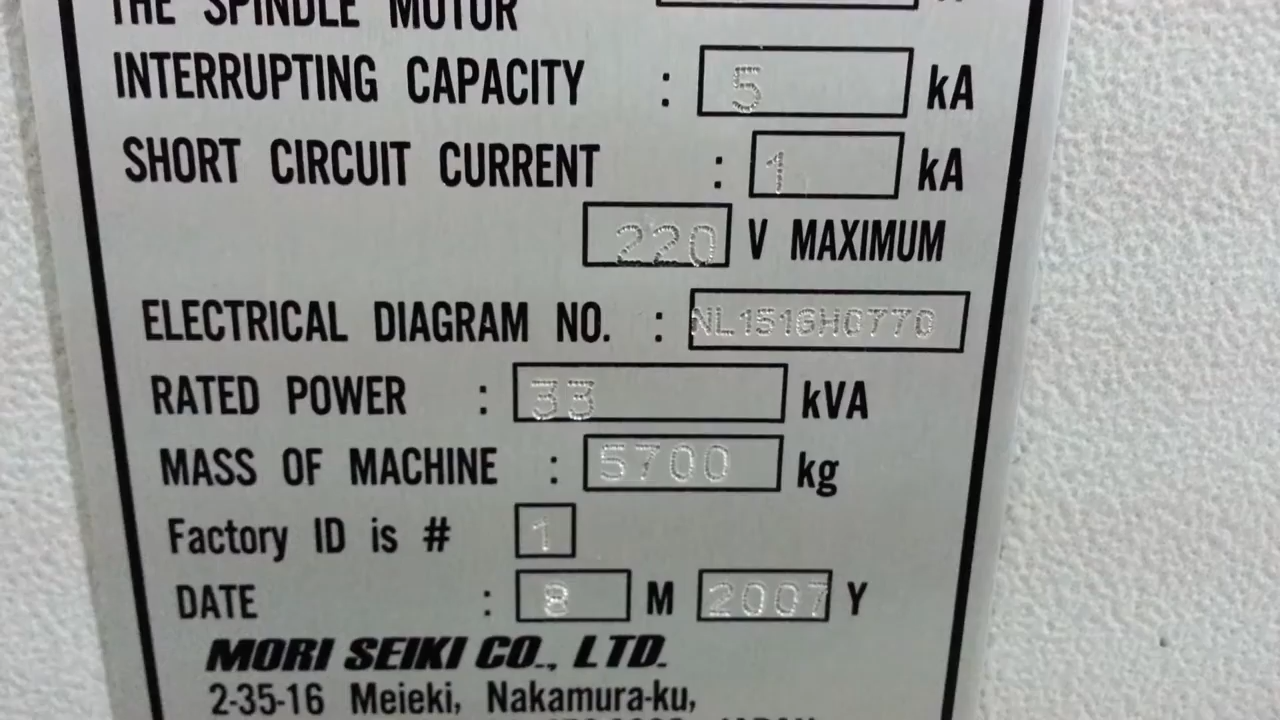 THE SPINDLE MOTOR
INTERRUPTING CAPACITY : 5 kA
SHORT CIRCUIT CURRENT : 1 kA
220 V MAXIMUM
ELECTRICAL DIAGRAM NO. :
RATED POWER : 33 kVA
MASS OF MACHINE : 5700 kg
Factory ID is # 1
DATE : 8 M 2007 Y
MORI SEIKI CO., LTD.
2-35-16 Meieki, Nakamura-ku,
JAPAN